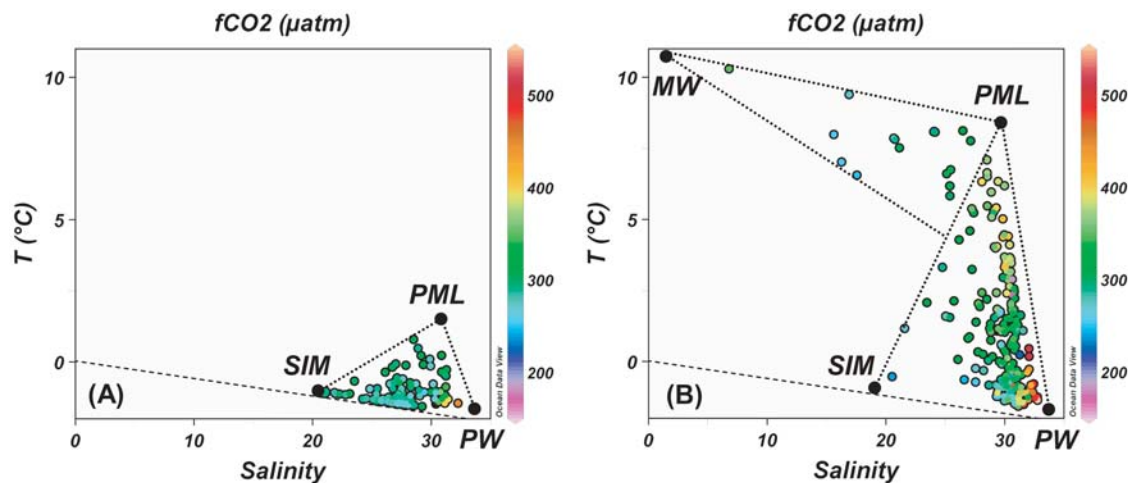 fCO2 (µatm)
10
5
0
T (°C)
PML
SIM
PW
(A)
0
10
20
30
Salinity
500
400
300
200
Ocean Data View
fCO2 (µatm)
10
5
0
T (°C)
MW
PML
SIM
PW
(B)
0
10
20
30
Salinity
500
400
300
200
Ocean Data View